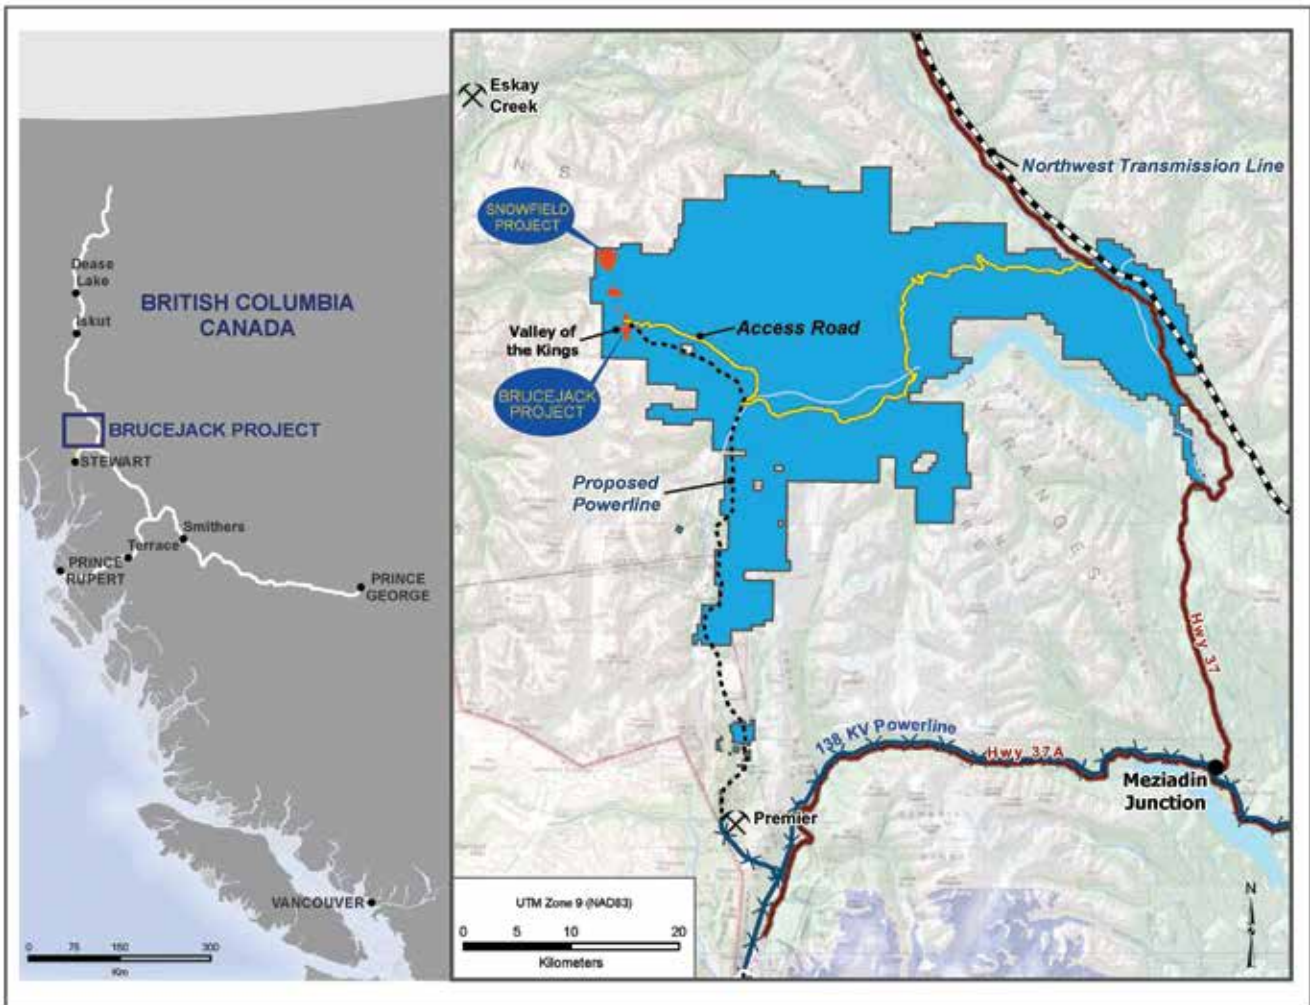 Dease
Lake
Iskut
BRITISH COLUMBIA
CANADA
BRUCEJACK PROJECT
STEWART
Smithers
Terrace
PRINCE
RUPERT
PRINCE
GEORGE
VANCOUVER
0 75 150 300
Km
Eskay
Creek
Northwest Transmission Line
SNOWFIELD
PROJECT
Valley of
the Kings
Access Road
BRUCEJACK
PROJECT
Proposed
Powerline
Hwy 37
138 KV Powerline
Hwy 37A
Meziadin
Junction
Premier
UTM Zone 9 (NAD83)
0 5 10 20
Kilometers
N